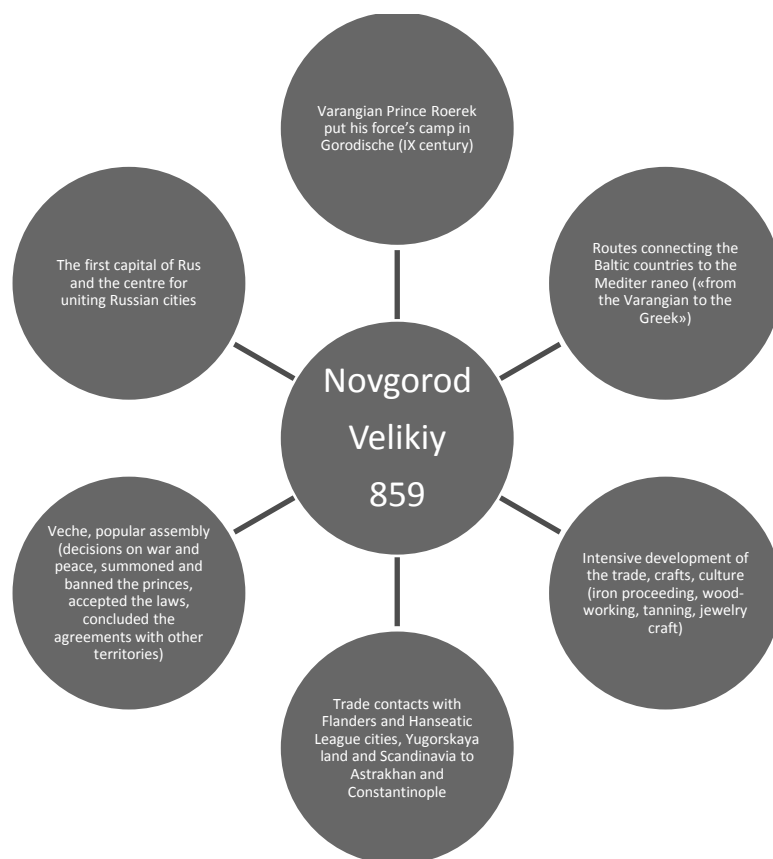 Varangian Prince Roerek
put his force's camp in
Gorodische (IX century)
The first capital of Rus
and the centre for
uniting Russian cities
Routes connecting the
Baltic countries to the
Mediter raneo («from
the Varangian to the
Greek»)
Novgorod
Velikiy
859
Veche, popular assembly
(decisions on war and
peace, summoned and
banned the princes,
accepted the laws,
concluded the
agreements with other
territories)
Intensive development of
the trade, crafts, culture
(iron proceeding, wood-
working, tanning, jewelry
craft)
Trade contacts with
Flanders and Hanseatic
League cities, Yugorskaya
land and Scandinavia to
Astrakhan and
Constantinople